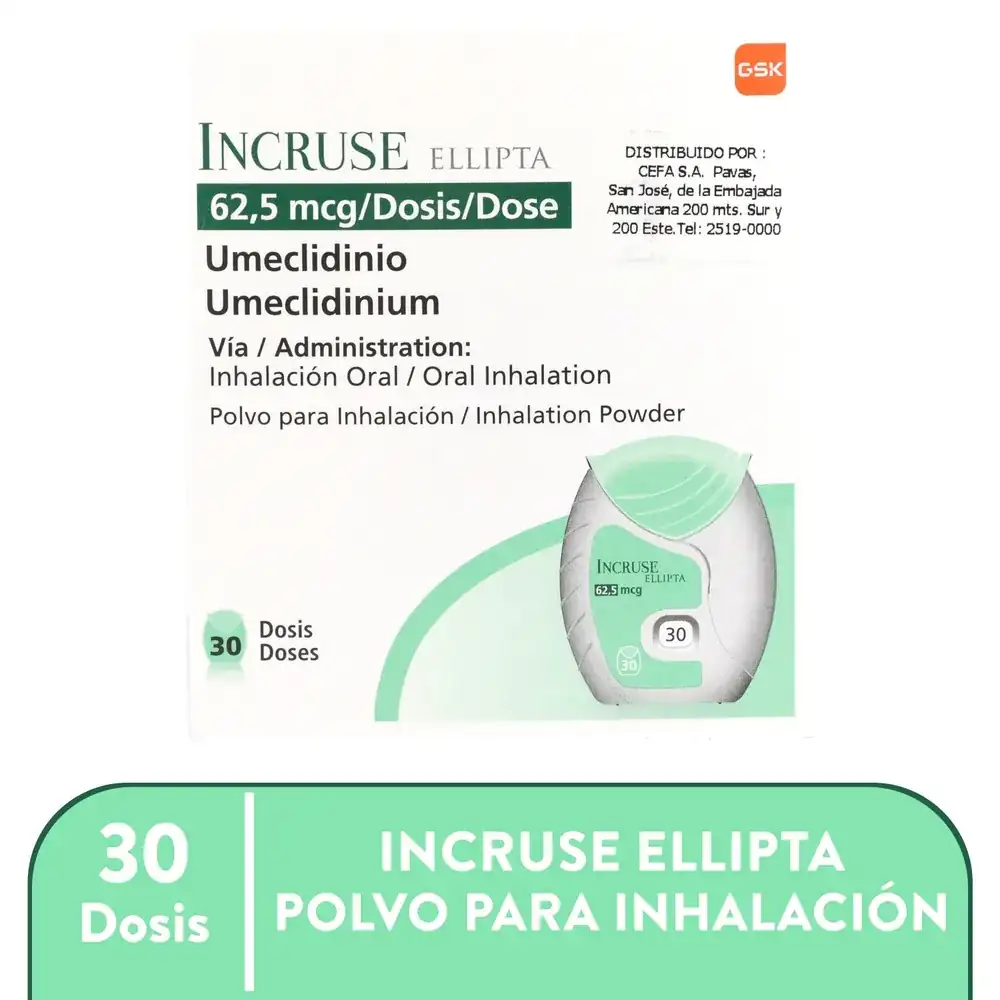 GSK
INCRUSE ELLIPTA
62,5 mcg/Dosis/Dose
Umeclidinio
Umeclidinium
Vía / Administration:
Inhalación Oral / Oral Inhalation
Polvo para Inhalación / Inhalation Powder
DISTRIBUIDO POR :
CEFA S.A. Pavas,
San José, de la Embajada
Americana 200 mts. Sur y
200 Este.Tel: 2519-0000
INCRUSE
ELLIPTA
62,5 mcg
30
30
30 Dosis
Doses
30
Dosis
INCRUSE ELLIPTA
POLVO PARA INHALACIÓN